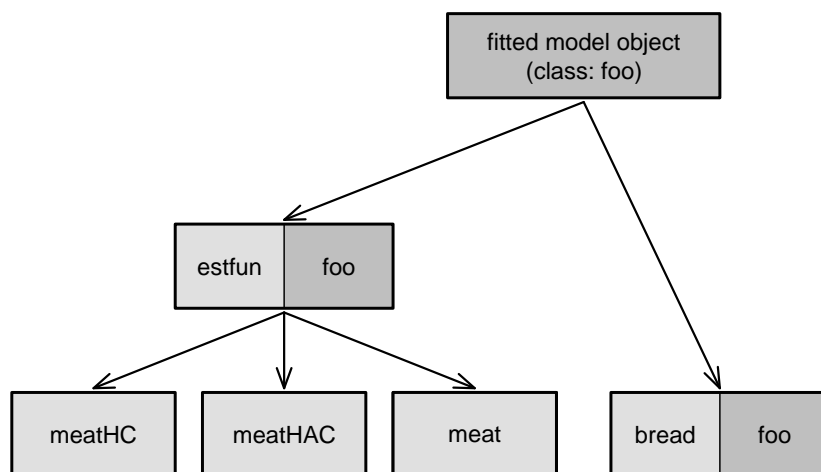 fitted model object
(class: foo)
estfun foo
meatHC meatHAC meat bread foo